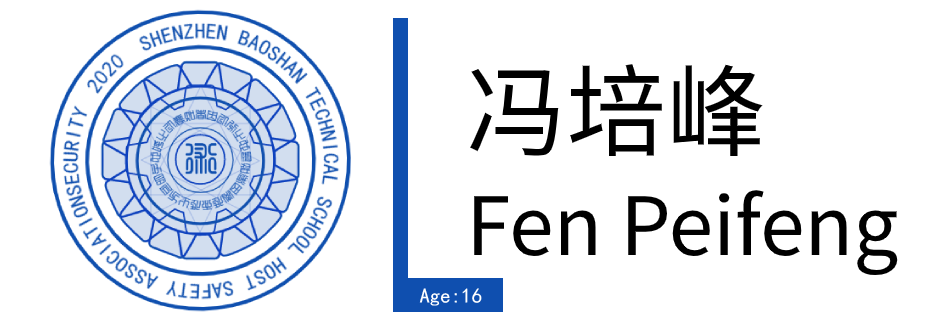 SHENZHEN BAOSHAN TECHNICAL SCHOOL HOST SAFETY ASSOCIATIONSECURITY 2020
冯培峰
Fen Peifeng
Age:16